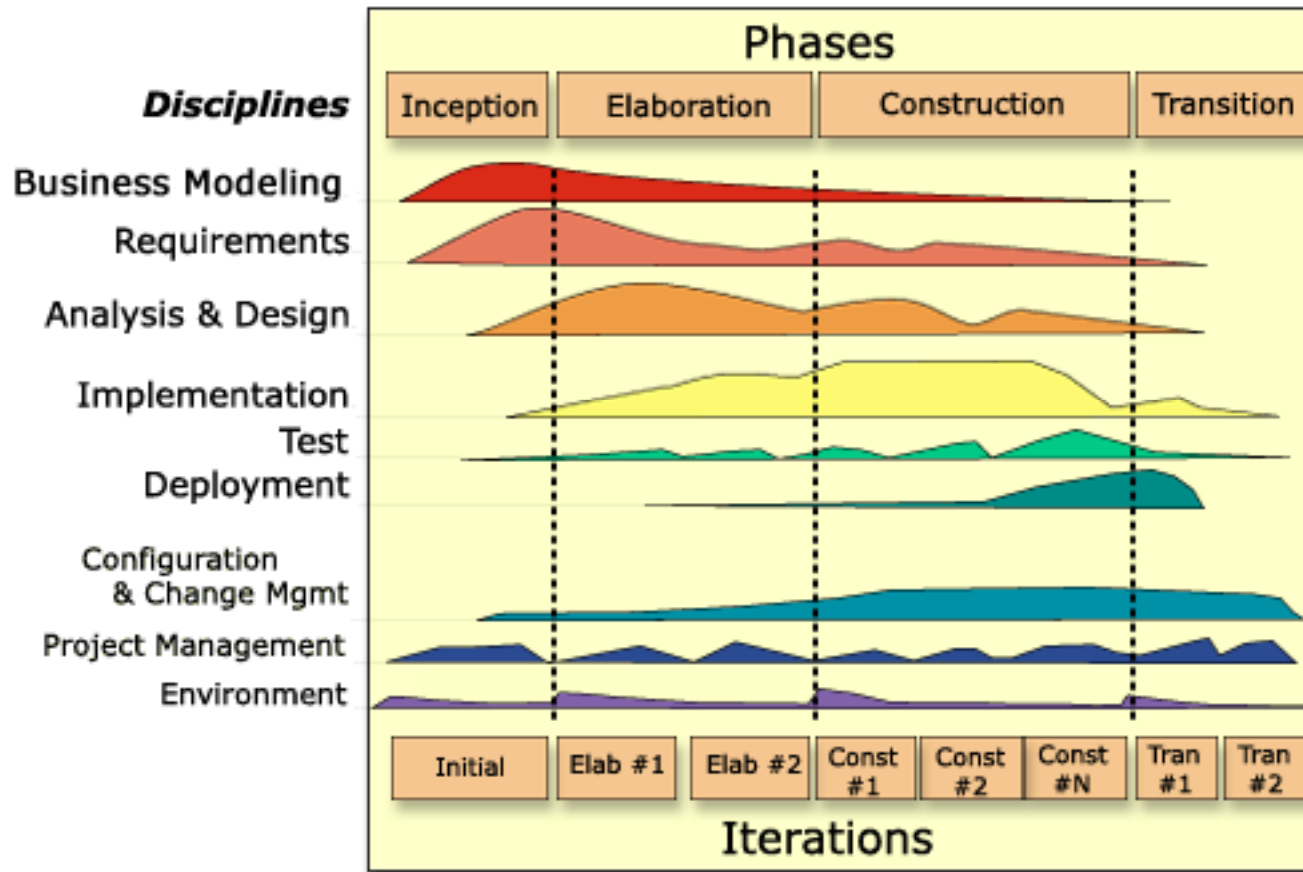 Phases
Disciplines
Inception
Elaboration
Construction
Transition
Business Modeling
Requirements
Analysis & Design
Implementation
Test
Deployment
Configuration
& Change Mgmt
Project Management
Environment
Initial
Elab #1
Elab #2
Const
#1
Const
#2
Const
#N
Tran
#1
Tran
#2
Iterations